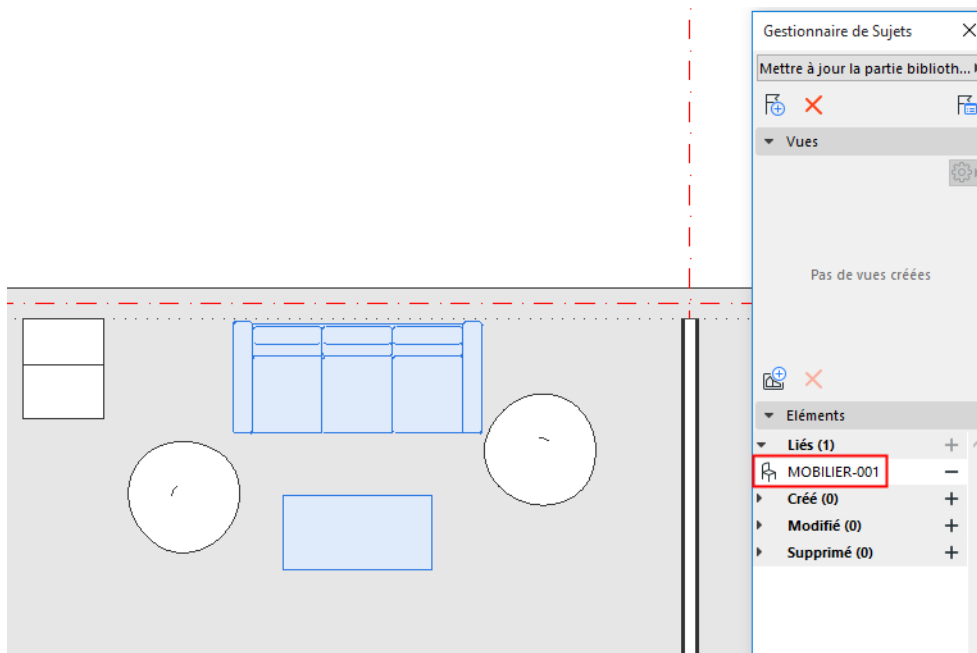 Gestionnaire de Sujets
Mettre à jour la partie biblioth...
Vues
Pas de vues créées
Eléments
Liés (1)
MOBILIER-001
Créé (0)
Modifié (0)
Supprimé (0)